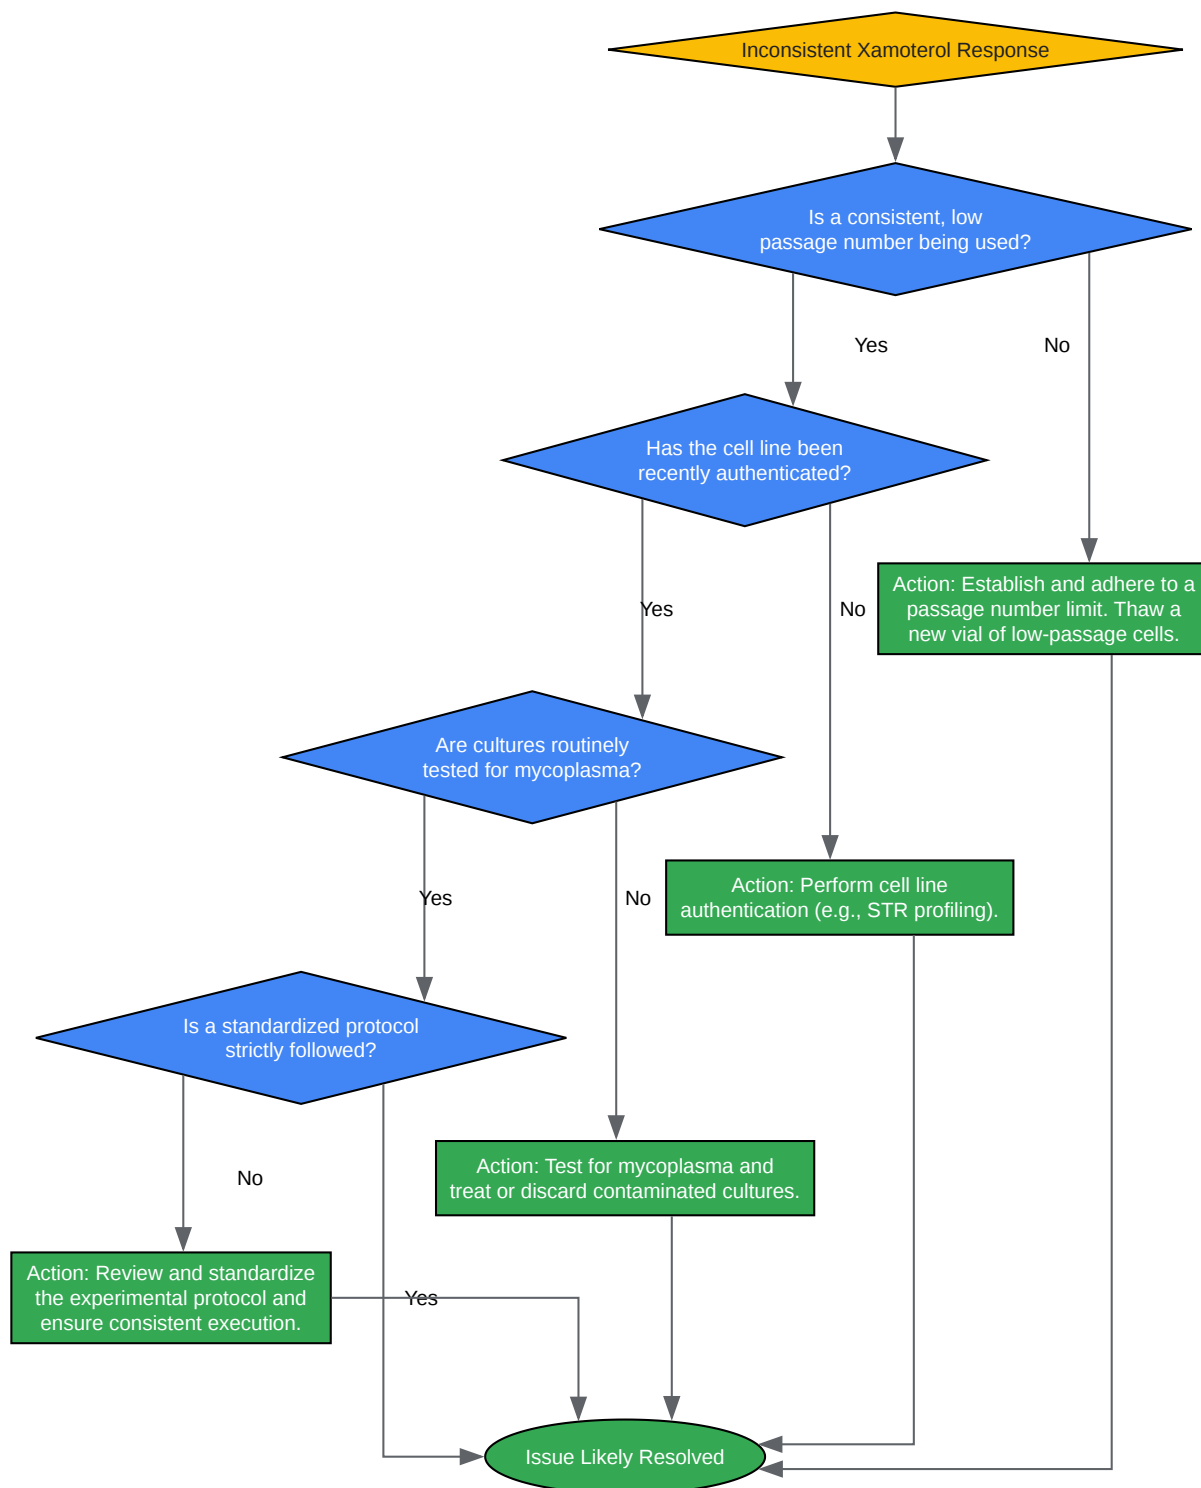 Inconsistent Xamoterol Response
Is a consistent, low
passage number being used?
Yes
No
Has the cell line been
recently authenticated?
Action: Establish and adhere to a
passage number limit. Thaw a
new vial of low-passage cells.
Yes
No
Are cultures routinely
tested for mycoplasma?
Action: Perform cell line
authentication (e.g., STR profiling).
Yes
No
Is a standardized protocol
strictly followed?
Action: Test for mycoplasma and
treat or discard contaminated cultures.
No
Action: Review and standardize
the experimental protocol and
ensure consistent execution.
Yes
Issue Likely Resolved